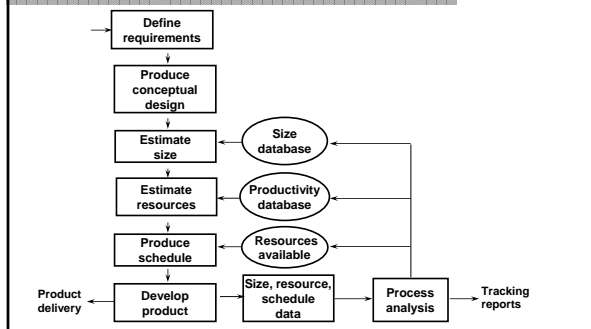 Define
requirements
Produce
conceptual
design
Estimate
size
Size
database
Estimate
resources
Productivity
database
Produce
schedule
Resources
available
Product
delivery
Develop
product
Size, resource,
schedule
data
Process
analysis
Tracking
reports